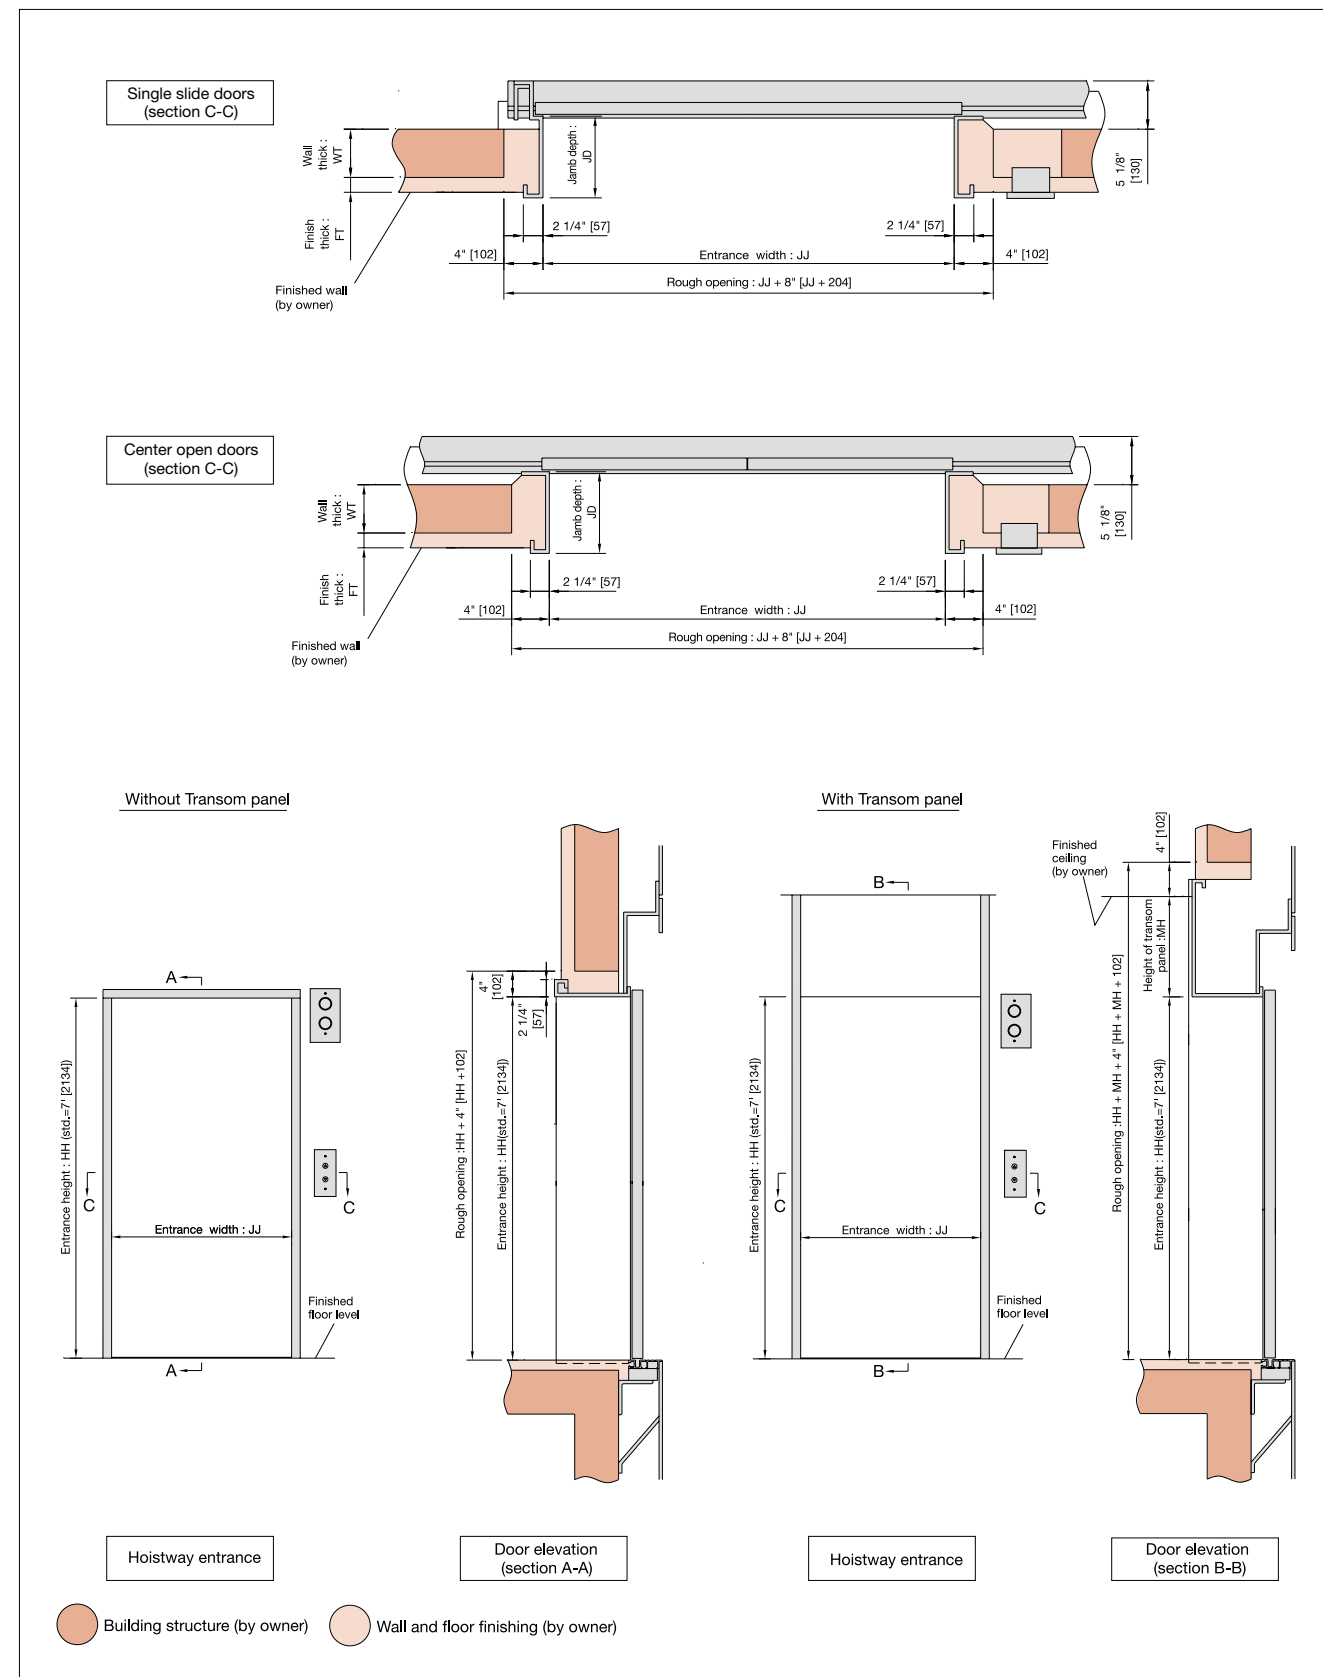 Single slide doors
(section C-C)
Wall
thick :
WT
Finish
thick :
FT
Jamb depth :
JD
5 1/8"
[130]
2 1/4" [57]
2 1/4" [57]
4" [102]
Entrance width : JJ
4" [102]
Rough opening : JJ + 8" [JJ + 204]
Finished wall
(by owner)
Center open doors
(section C-C)
Wall
thick :
WT
Finish
thick :
FT
Jamb depth :
JD
5 1/8"
[130]
2 1/4" [57]
2 1/4" [57]
4" [102]
Entrance width : JJ
4" [102]
Rough opening : JJ + 8" [JJ + 204]
Finished wall
(by owner)
Without Transom panel
A
Entrance height : HH (std.=7' [2134])
C
C
Entrance width : JJ
Finished
floor level
A
4"
[102]
2 1/4"
[57]
Rough opening :HH + 4" [HH +102]
Entrance height : HH(std.=7' [2134])
With Transom panel
B
Entrance height : HH (std.=7' [2134])
C
C
Entrance width : JJ
Finished
floor level
B
Finished
ceiling
(by owner)
4" [102]
Height of transom
panel :MH
Rough opening :HH + MH + 4" [HH + MH + 102]
Entrance height : HH(std.=7' [2134])
Hoistway entrance
Door elevation
(section A-A)
Hoistway entrance
Door elevation
(section B-B)
Building structure (by owner)
Wall and floor finishing (by owner)